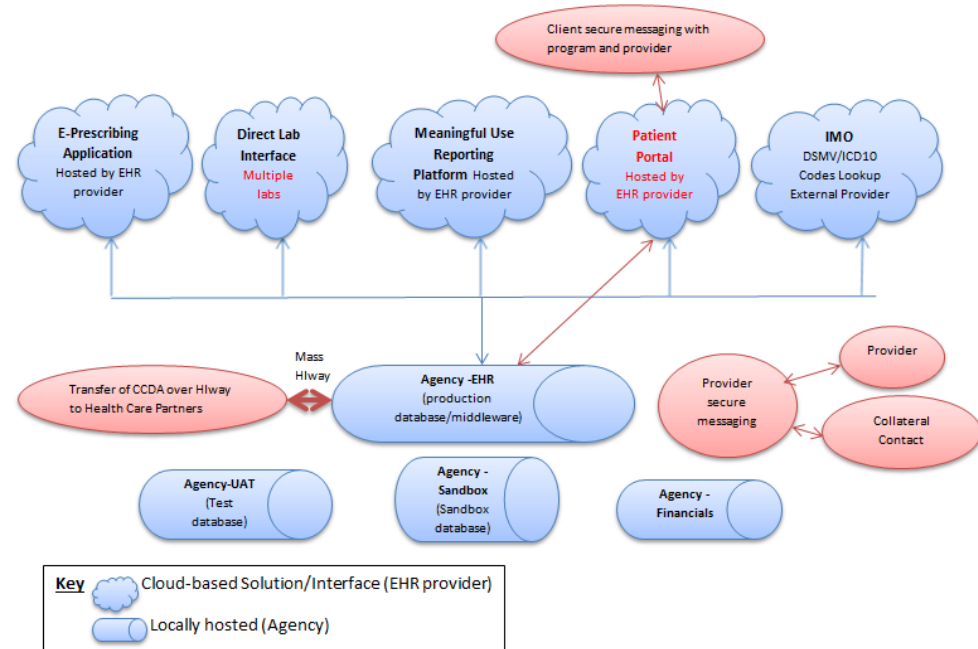 Client secure messaging with
program and provider
E-Prescribing
Application
Hosted by EHR
provider
Direct Lab
Interface
Multiple
labs
Meaningful Use
Reporting
Platform Hosted
by EHR provider
Patient
Portal
Hosted by
EHR provider
IMO
DSMV/ICD10
Codes Lookup
External Provider
Mass
HIway
Transfer of CCDA over HIway
to Health Care Partners
Agency -EHR
(production
database/middleware)
Provider
secure
messaging
Provider
Collateral
Contact
Agency-UAT
(Test
database)
Agency -
Sandbox
(Sandbox
database)
Agency -
Financials
Key
Cloud-based Solution/Interface (EHR provider)
Locally hosted (Agency)